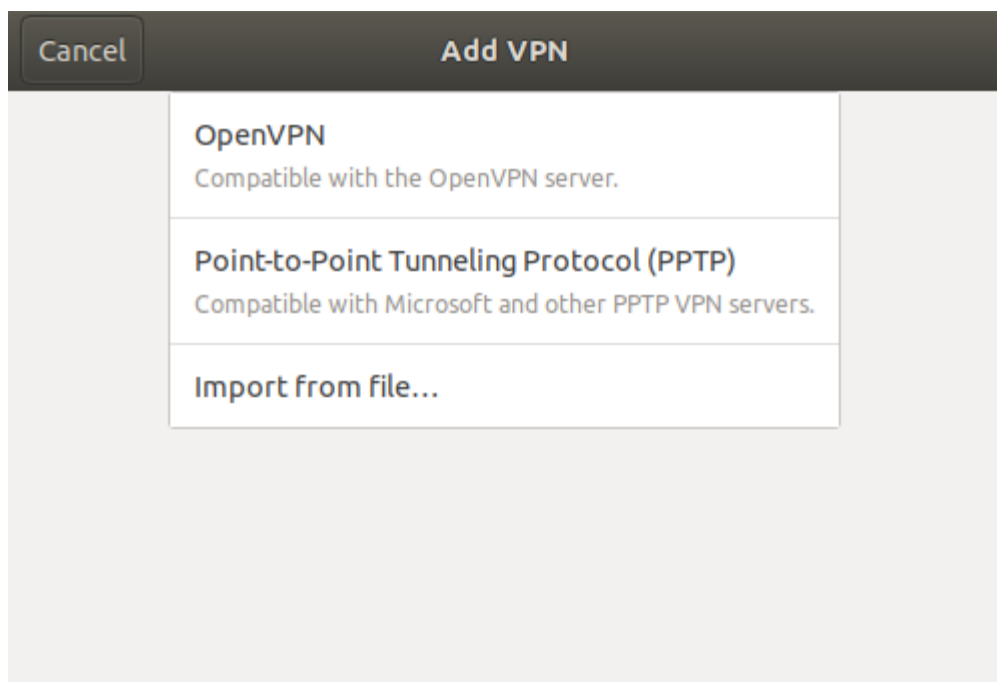 Cancel
Add VPN
OpenVPN
Compatible with the OpenVPN server.
Point-to-Point Tunneling Protocol (PPTP)
Compatible with Microsoft and other PPTP VPN servers.
Import from file…